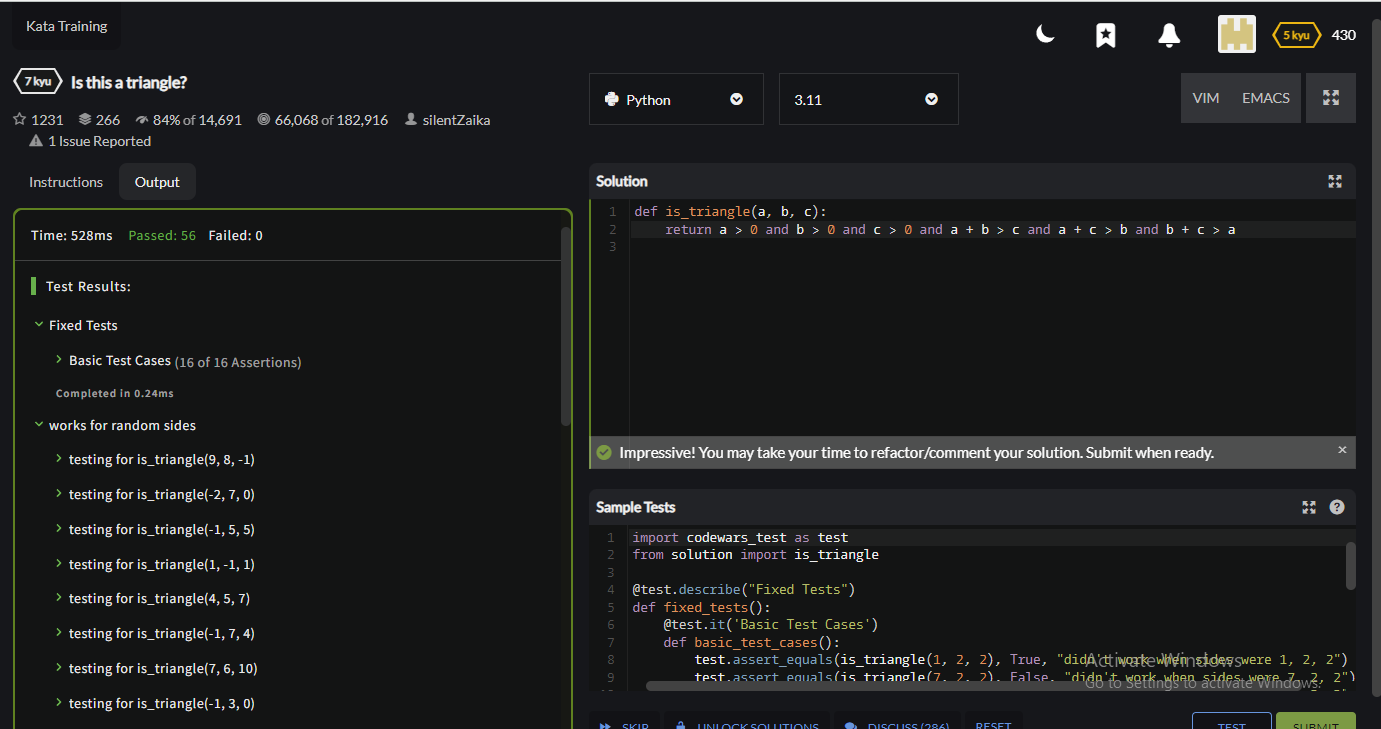 Kata Training
5 kyu 430
7 kyu Is this a triangle?
1231 266 84% of 14,691 66,068 of 182,916 silentZaika
1 Issue Reported
Instructions Output
Time: 528ms Passed: 56 Failed: 0
Test Results:
Fixed Tests
Basic Test Cases (16 of 16 Assertions)
Completed in 0.24ms
works for random sides
testing for is_triangle(9, 8, -1)
testing for is_triangle(-2, 7, 0)
testing for is_triangle(-1, 5, 5)
testing for is_triangle(1, -1, 1)
testing for is_triangle(4, 5, 7)
testing for is_triangle(-1, 7, 4)
testing for is_triangle(7, 6, 10)
testing for is_triangle(-1, 3, 0)
Python 3.11 VIM EMACS
Solution
1 def is_triangle(a, b, c):
2 return a > 0 and b > 0 and c > 0 and a + b > c and a + c > b and b + c > a
3
Impressive! You may take your time to refactor/comment your solution. Submit when ready. ×
Sample Tests ?
1 import codewars_test as test
2 from solution import is_triangle
3
4 @test.describe("Fixed Tests")
5 def fixed_tests():
6 @test.it('Basic Test Cases')
7 def basic_test_cases():
8 test.assert_equals(is_triangle(1, 2, 2), True, "didn't work when sides were 1, 2, 2")
9 test.assert_equals(is_triangle(7, 2, 2), False, "didn't work when sides were 7, 2, 2")
Activate Windows
Go to Settings to activate Windows.
SKIP UNLOCK SOLUTIONS DISCUSS (286) RESET TEST SUBMIT